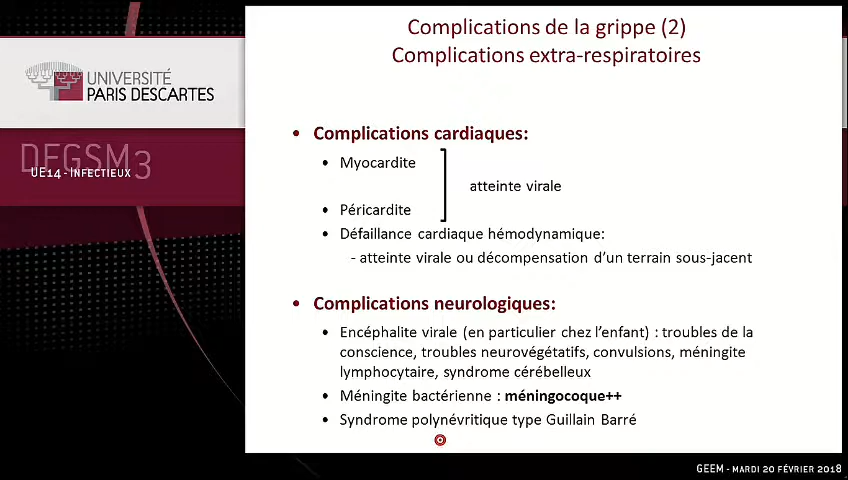 Complications de la grippe (2)
Complications extra-respiratoires
UNIVERSITÉ
PARIS DESCARTES
DFGSM3
UE14 - Infectieux
• Complications cardiaques:
• Myocardite
atteinte virale
• Péricardite
• Défaillance cardiaque hémodynamique:
- atteinte virale ou décompensation d'un terrain sous-jacent
• Complications neurologiques:
• Encéphalite virale (en particulier chez l'enfant) : troubles de la
conscience, troubles neurovégétatifs, convulsions, méningite
lymphocytaire, syndrome cérébelleux
• Méningite bactérienne : méningocoque++
• Syndrome polynévritique type Guillain Barré
GEEM - MARDI 20 FÉVRIER 2018